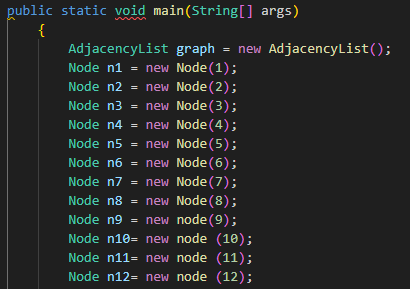 public static void main(String[] args)
{
AdjacencyList graph = new AdjacencyList();
Node n1 = new Node(1);
Node n2 = new Node(2);
Node n3 = new Node(3);
Node n4 = new Node(4);
Node n5 = new Node(5);
Node n6 = new Node(6);
Node n7 = new Node(7);
Node n8 = new Node(8);
Node n9 = new node(9);
Node n10= new node (10);
Node n11= new node (11);
Node n12= new node (12);